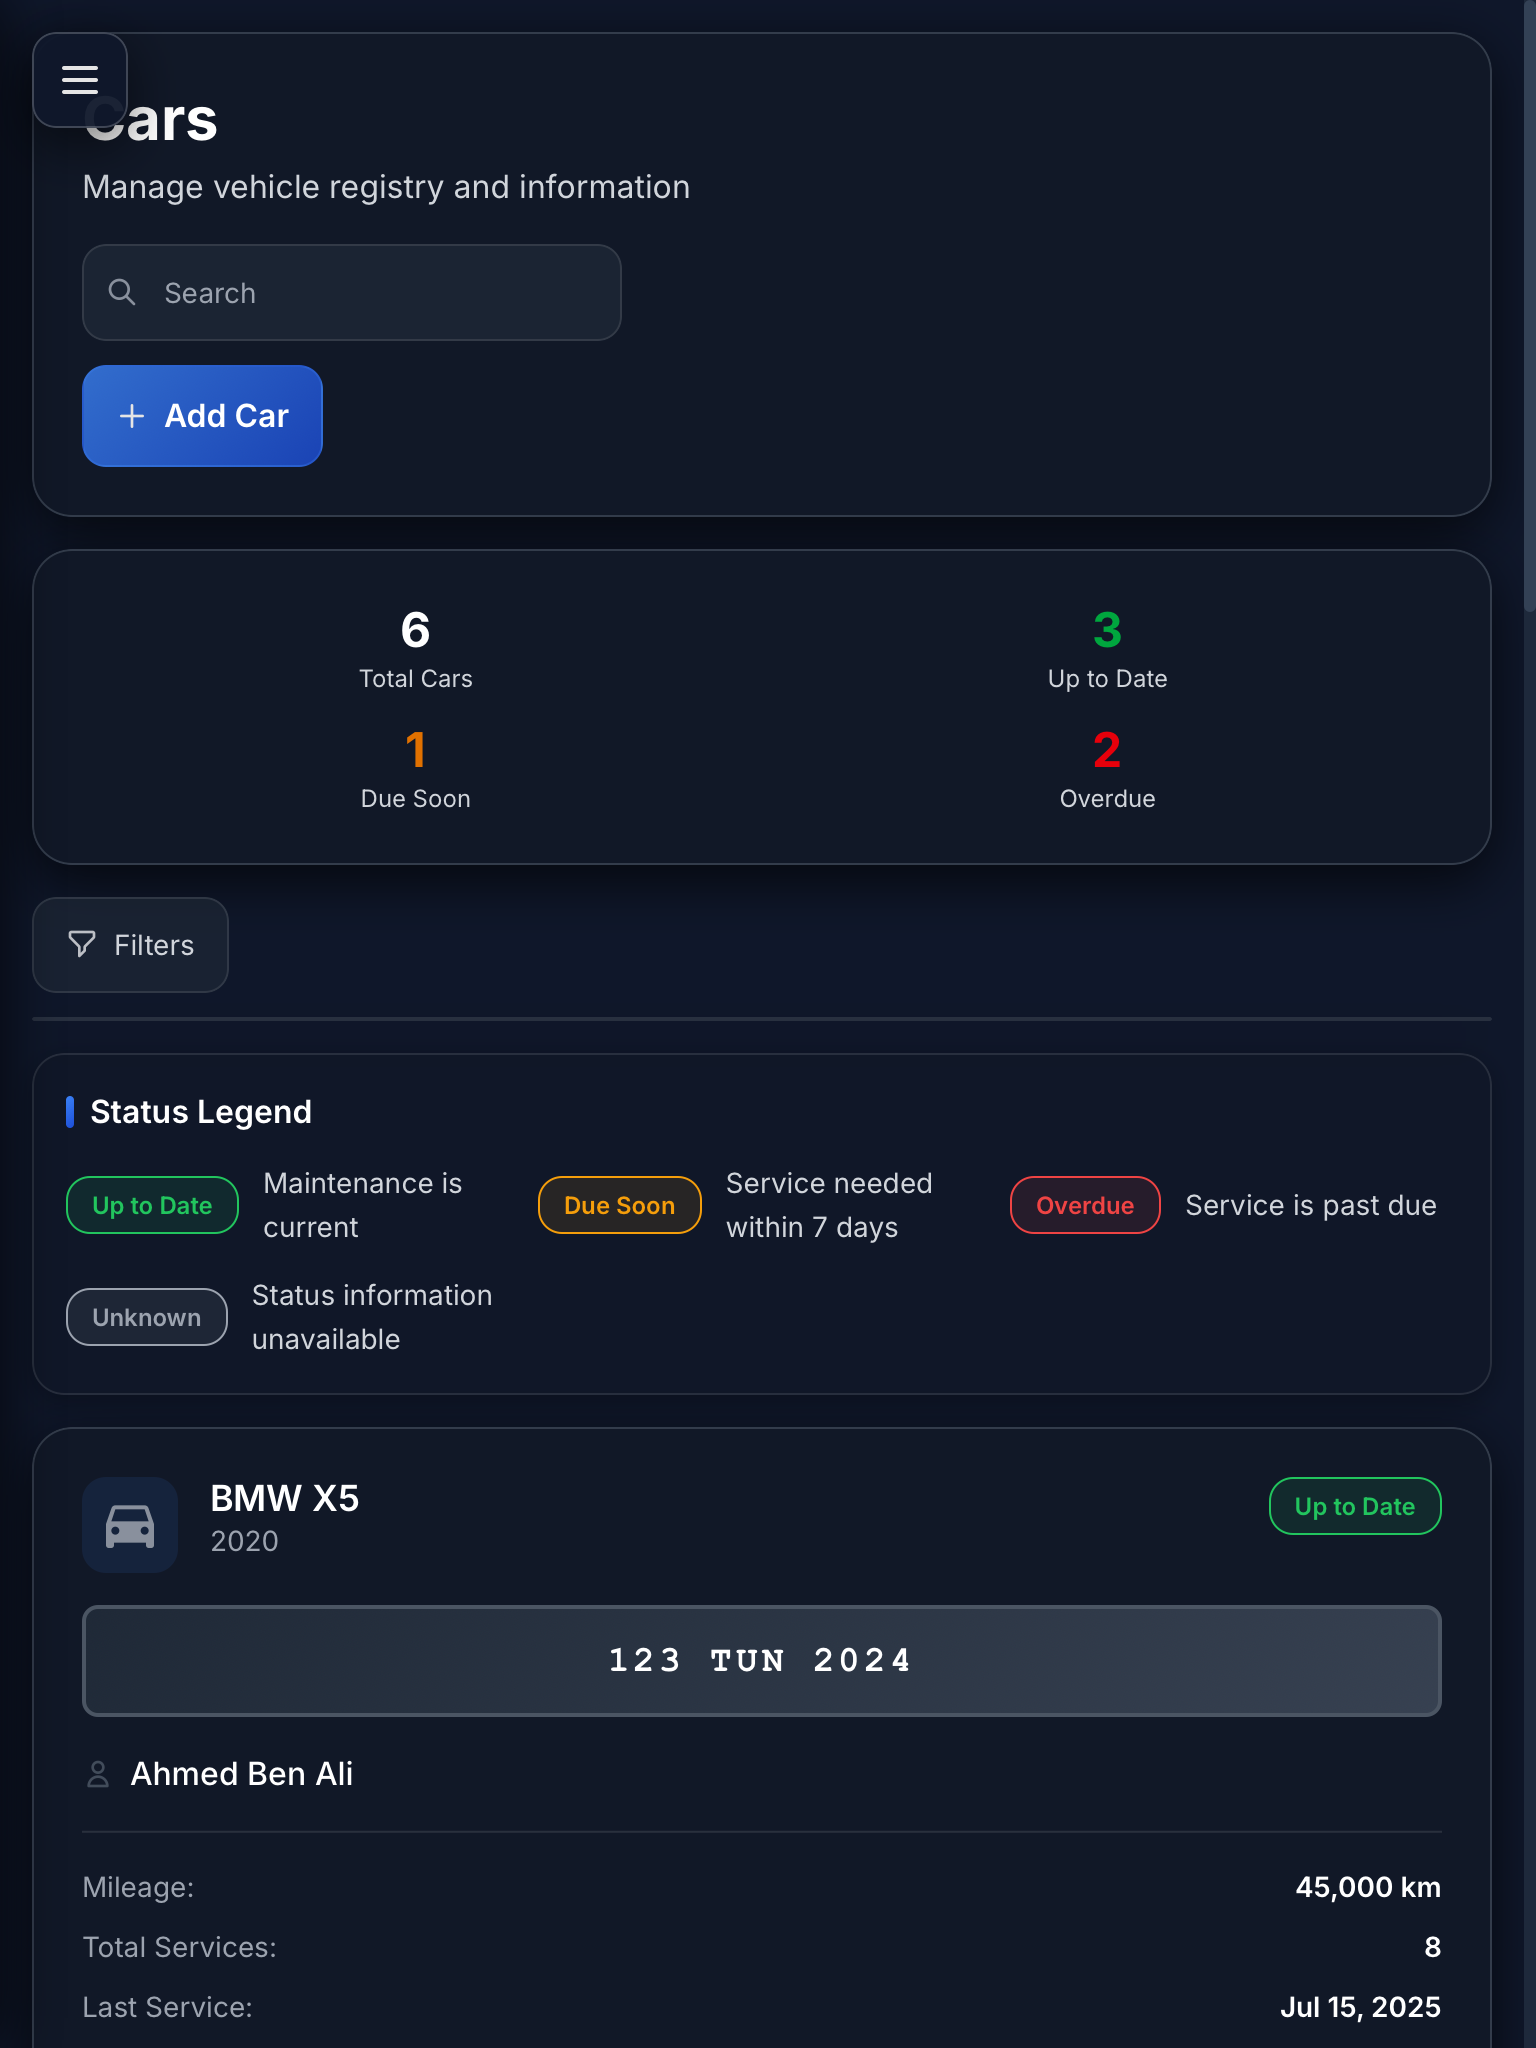 Cars
Manage vehicle registry and information
Search
Add Car
6
Total Cars
3
Up to Date
1
Due Soon
2
Overdue
Filters
Status Legend
Up to Date
Maintenance is
current
Due Soon
Service needed
within 7 days
Overdue
Service is past due
Unknown
Status information
unavailable
BMW X5
2020
Up to Date
123 TUN 2024
Ahmed Ben Ali
Mileage:
45,000 km
Total Services:
8
Last Service:
Jul 15, 2025